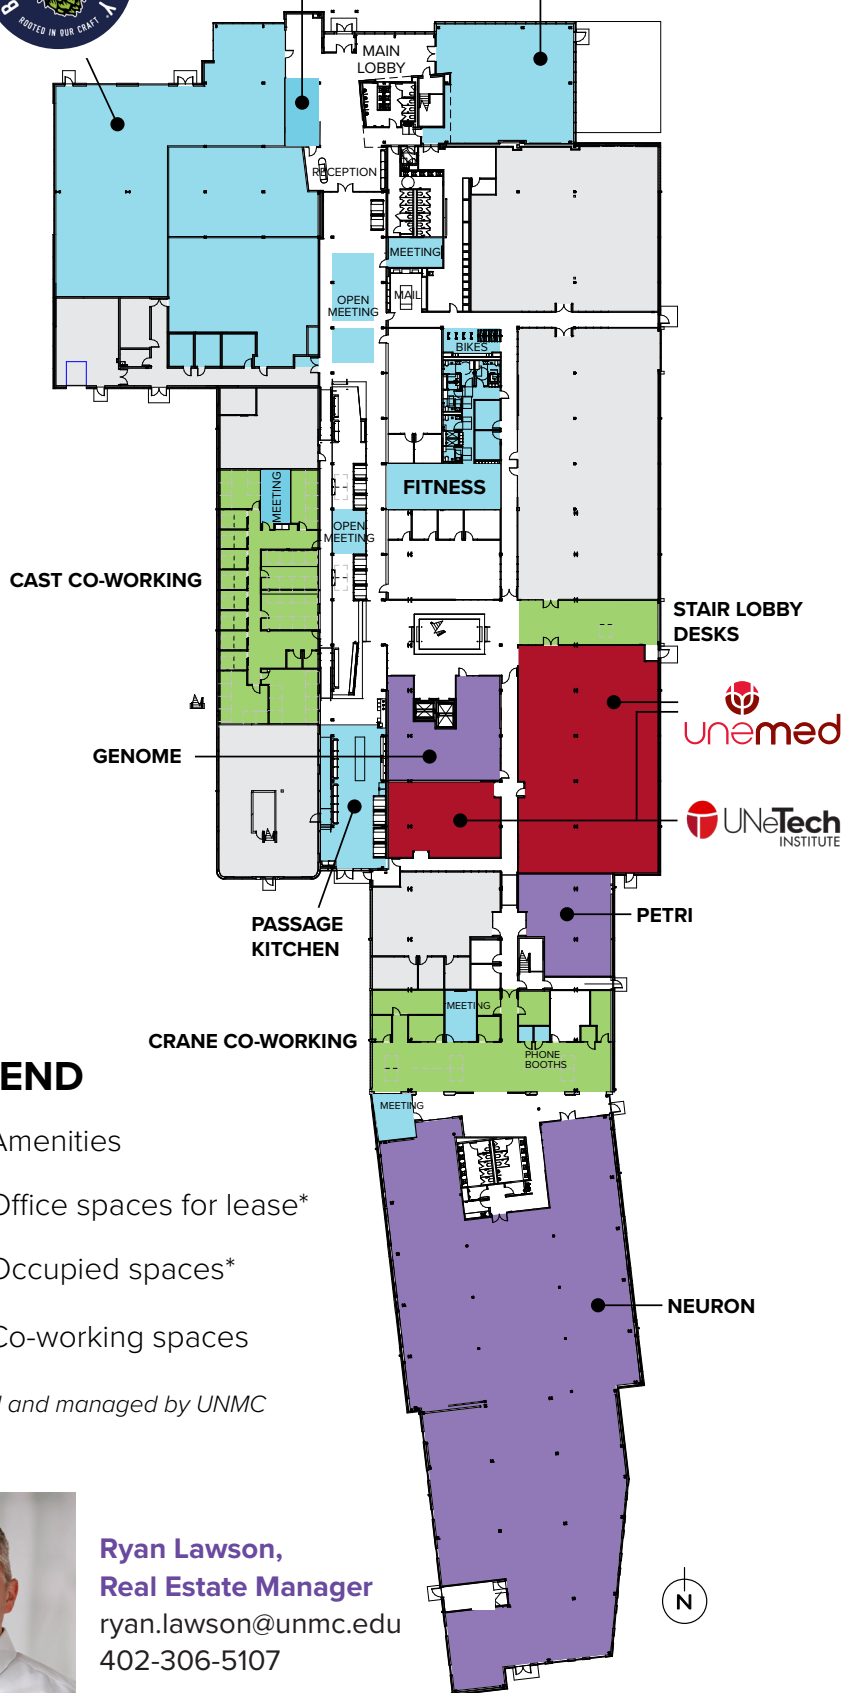 ROOTED IN OUR CRAFT
MAIN
LOBBY
RECEPTION
MEETING
MAIL
OPEN
MEETING
BIKES
FITNESS
MEETING
OPEN
MEETING
CAST CO-WORKING
STAIR LOBBY
DESKS
unemed
GENOME
UNeTech
INSTITUTE
PASSAGE
KITCHEN
PETRI
MEETING
CRANE CO-WORKING
PHONE
BOOTHS
MEETING
END
Amenities
Office spaces for lease*
Occupied spaces*
Co-working spaces
and managed by UNMC
NEURON
Ryan Lawson,
Real Estate Manager
ryan.lawson@unmc.edu
402-306-5107
N